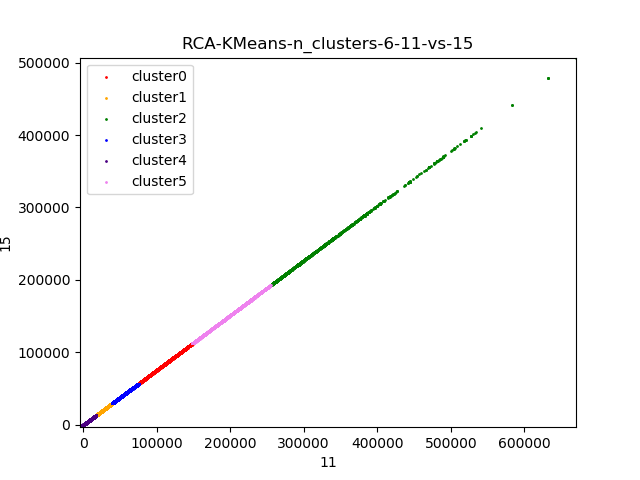 RCA-KMeans-n_clusters-6-11-vs-15
500000
400000
300000
200000
100000
0
15
cluster0
cluster1
cluster2
cluster3
cluster4
cluster5
0 100000 200000 300000 400000 500000 600000
11